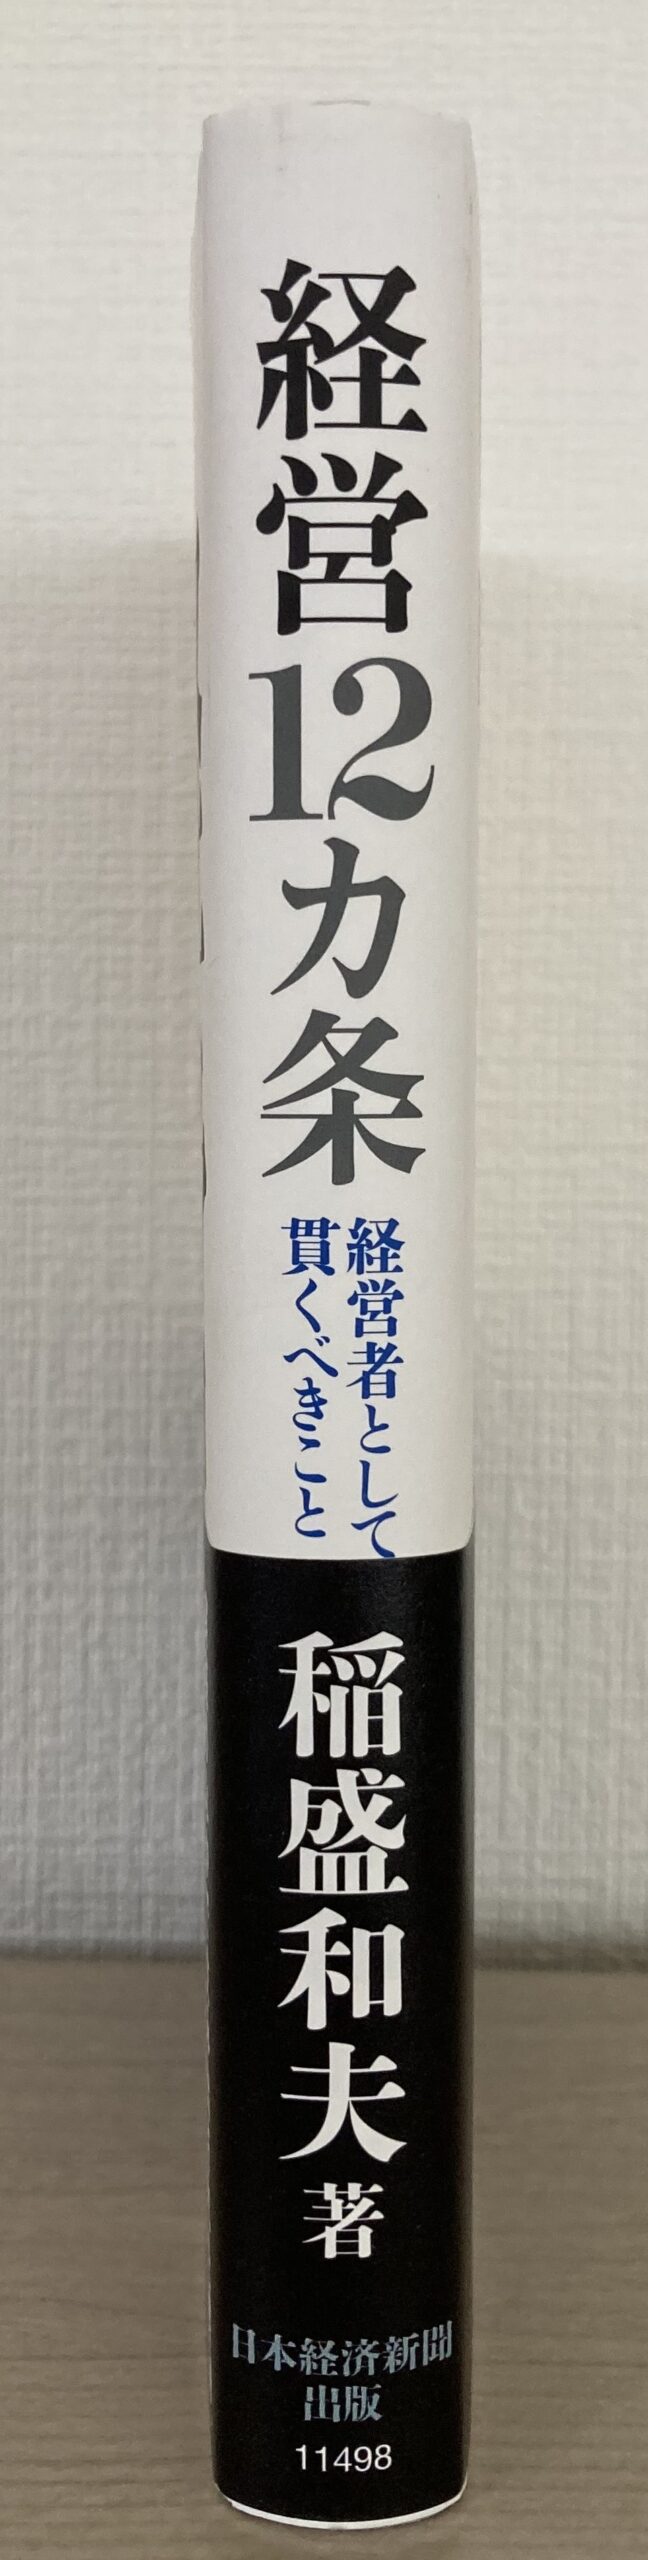 経営12カ条
経営者として
貫くべきこと
稲盛和夫 著
日本経済新聞
出版
11498